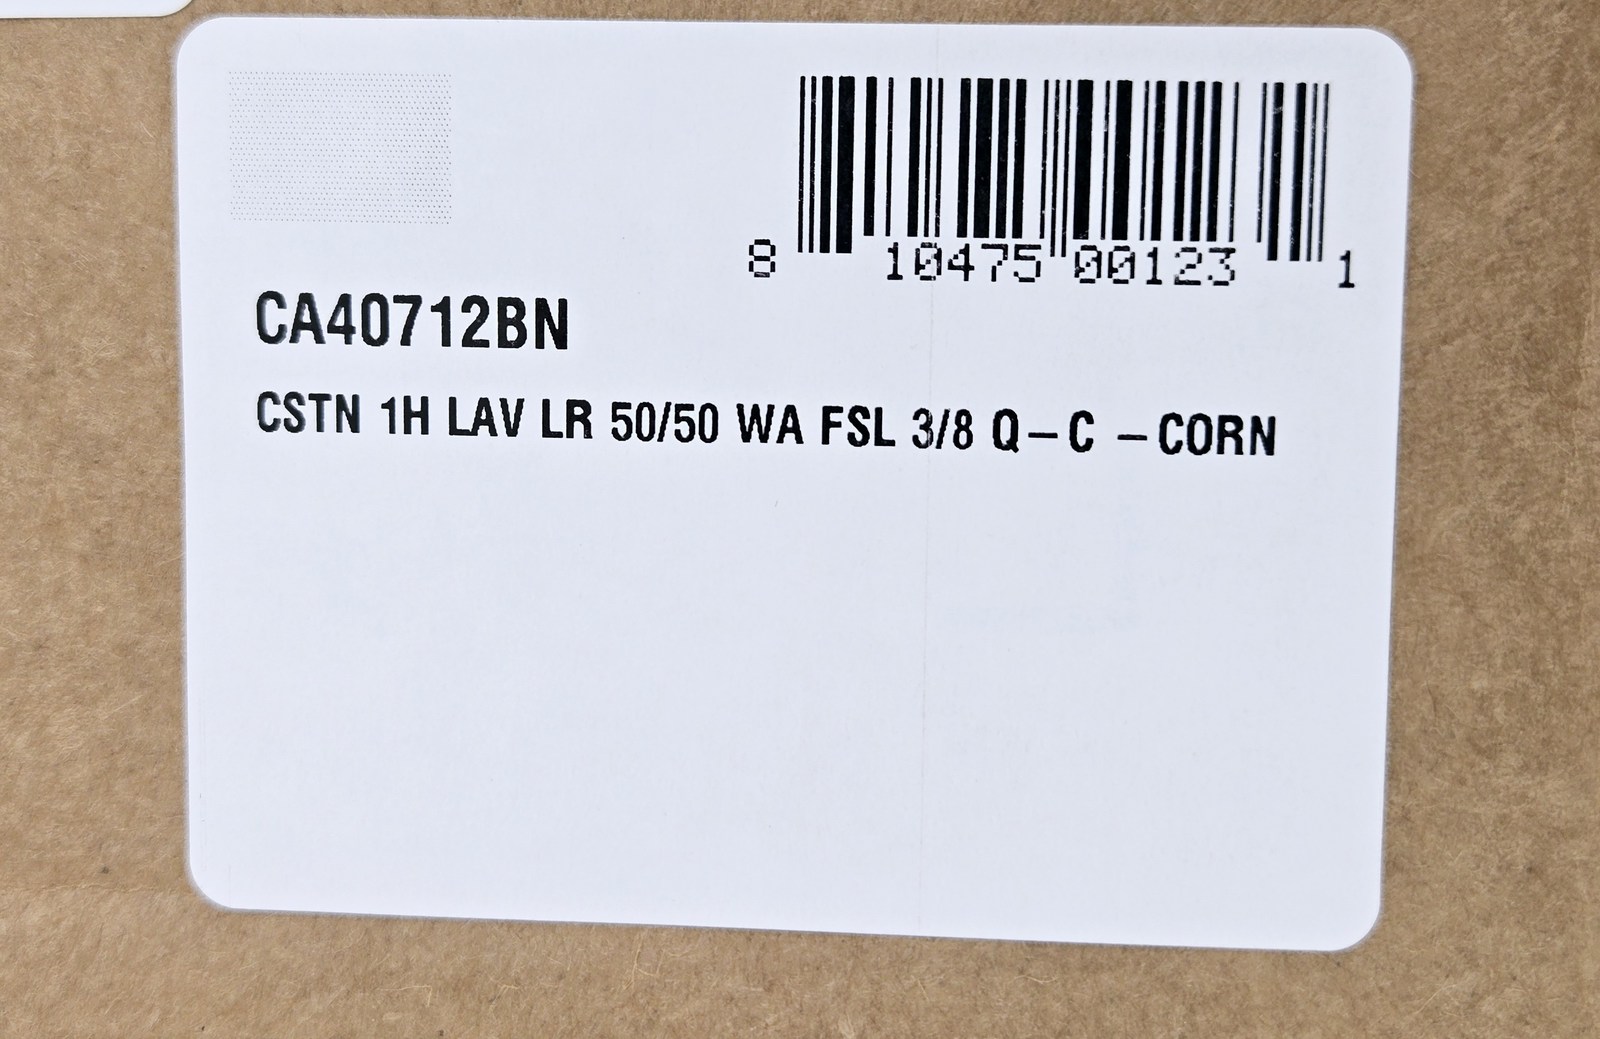 8 10475 00123 1
CA40712BN
CSTN 1H LAV LR 50/50 WA FSL 3/8 Q-C -CORN